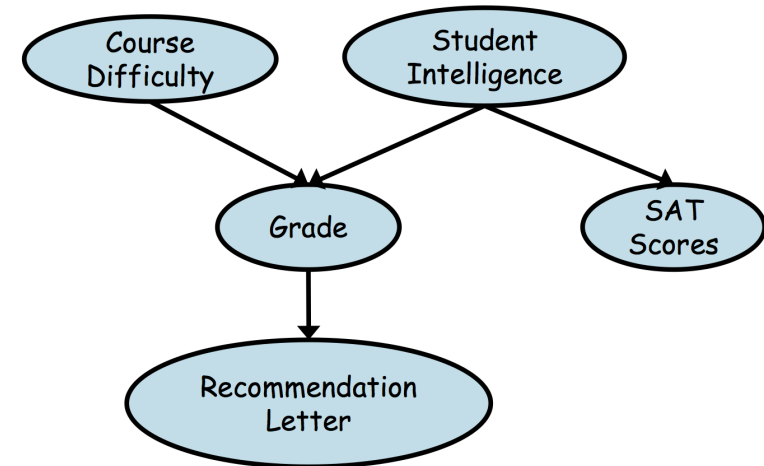 Course
Difficulty
Student
Intelligence
Grade
SAT
Scores
Recommendation
Letter